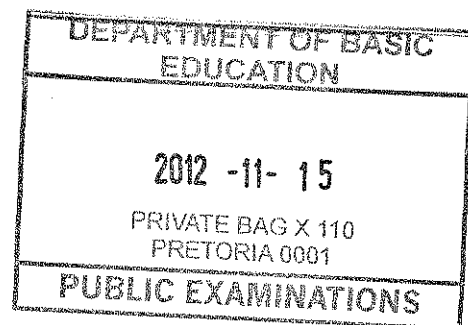 DEPARTMENT OF BASIC
EDUCATION
2012 -11- 15
PRIVATE BAG X 110
PRETORIA 0001
PUBLIC EXAMINATIONS